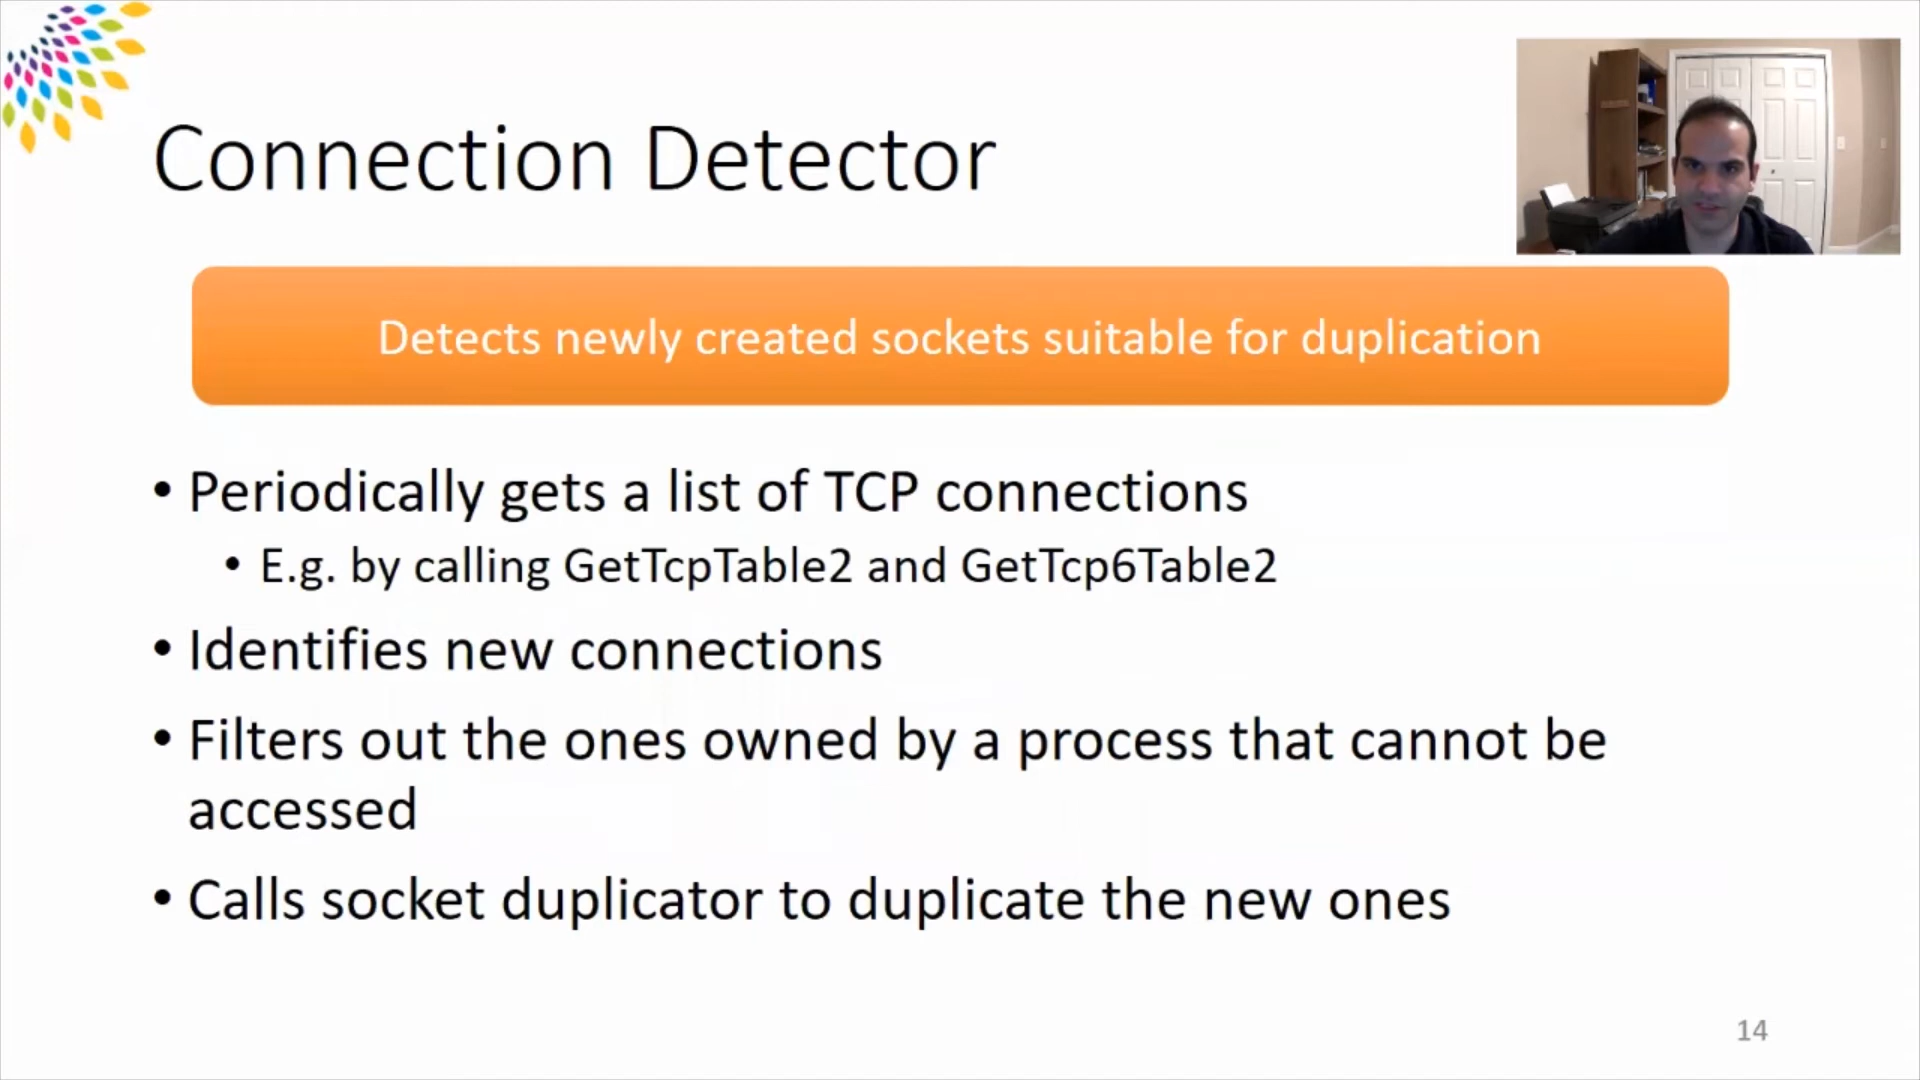 Connection Detector
Detects newly created sockets suitable for duplication
• Periodically gets a list of TCP connections
• E.g. by calling GetTcpTable2 and GetTcp6Table2
• Identifies new connections
• Filters out the ones owned by a process that cannot be
accessed
• Calls socket duplicator to duplicate the new ones
14